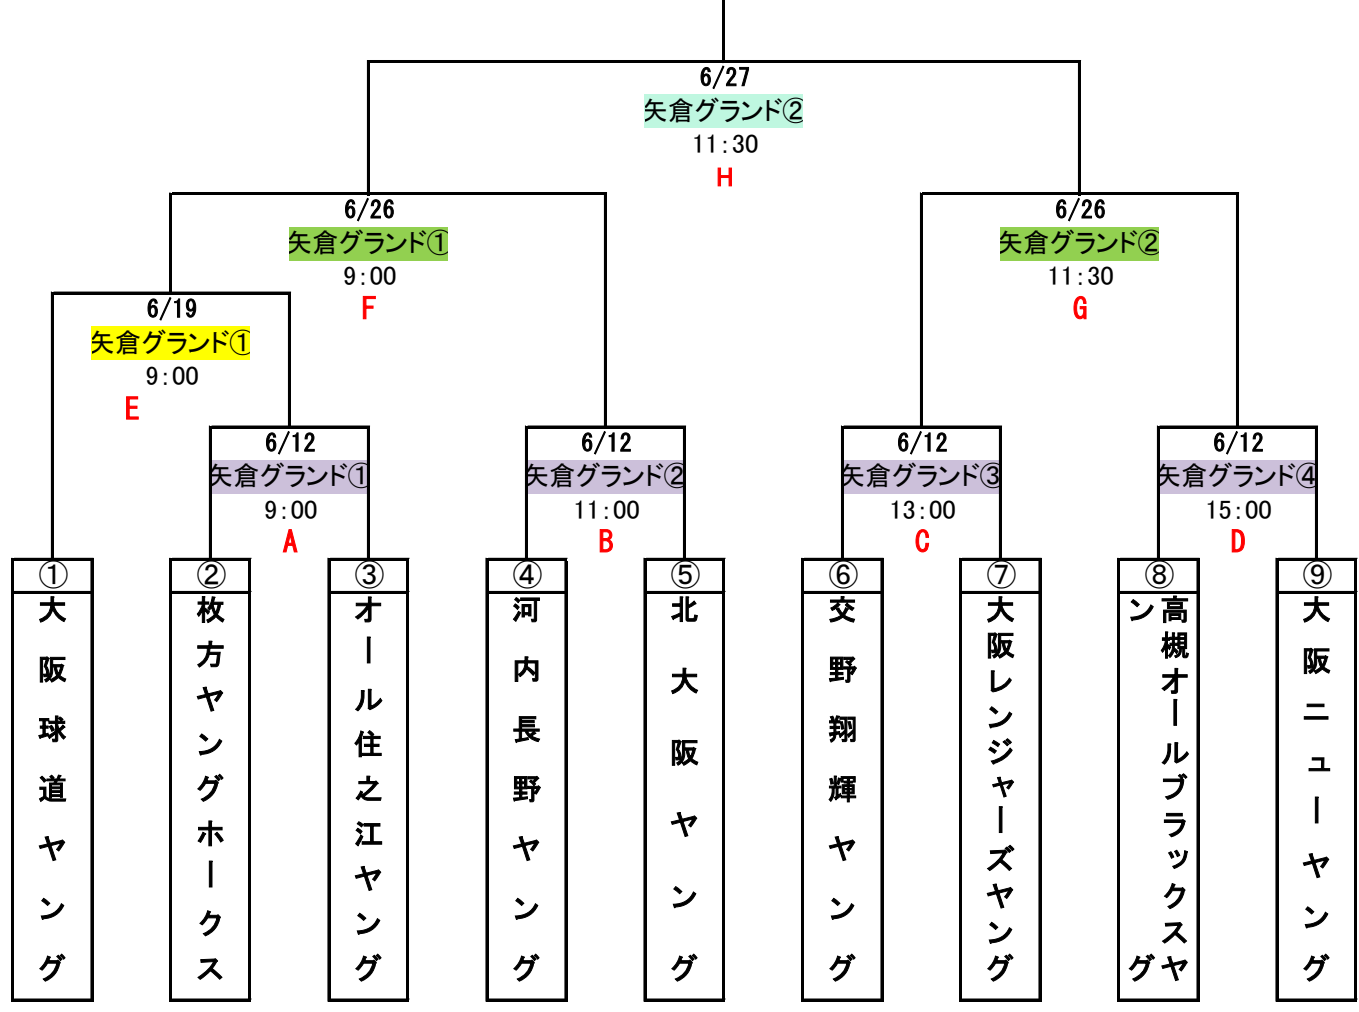 6/27
矢倉グランド②
11:30
H
6/26
矢倉グランド①
9:00
F
6/26
矢倉グランド②
11:30
G
6/19
矢倉グランド①
9:00
E
6/12
矢倉グランド①
9:00
A
6/12
矢倉グランド②
11:00
B
6/12
矢倉グランド③
13:00
C
6/12
矢倉グランド④
15:00
D
①
大阪球道ヤング
②
枚方ヤングホークス
③
オール住之江ヤング
④
河内長野ヤング
⑤
北大阪ヤング
⑥
交野翔輝ヤング
⑦
大阪レンジャーズヤング
⑧
高槻オールブラックスヤ
ング
⑨
大阪ニューヤング